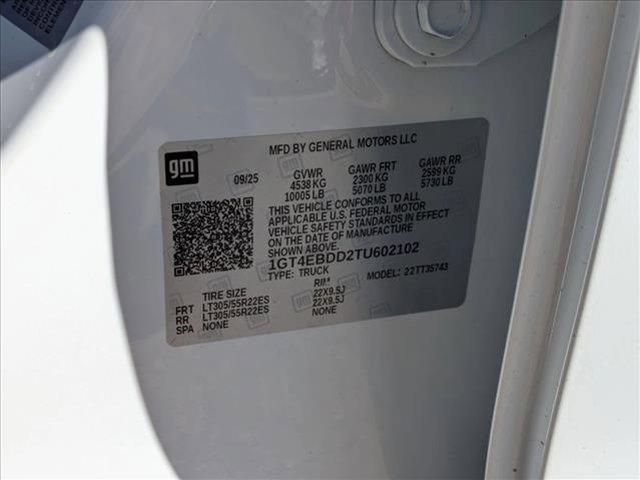 MFD BY GENERAL MOTORS LLC
gm
09/25
GVWR GAWR FRT GAWR RR
4538 KG 2300 KG 2599 KG
10005 LB 5070 LB 5730 LB
THIS VEHICLE CONFORMS TO ALL
APPLICABLE U.S. FEDERAL MOTOR
VEHICLE SAFETY STANDARDS IN EFFECT ON
THE DATE OF MANUFACTURE
SHOWN ABOVE.
1GT4EBDD2TU602102
TYPE: TRUCK MODEL: 22TT35743
TIRE SIZE RIM
FRT LT305/55R22ES 22X9.5J
RR LT305/55R22ES 22X9.5J
SPA NONE NONE